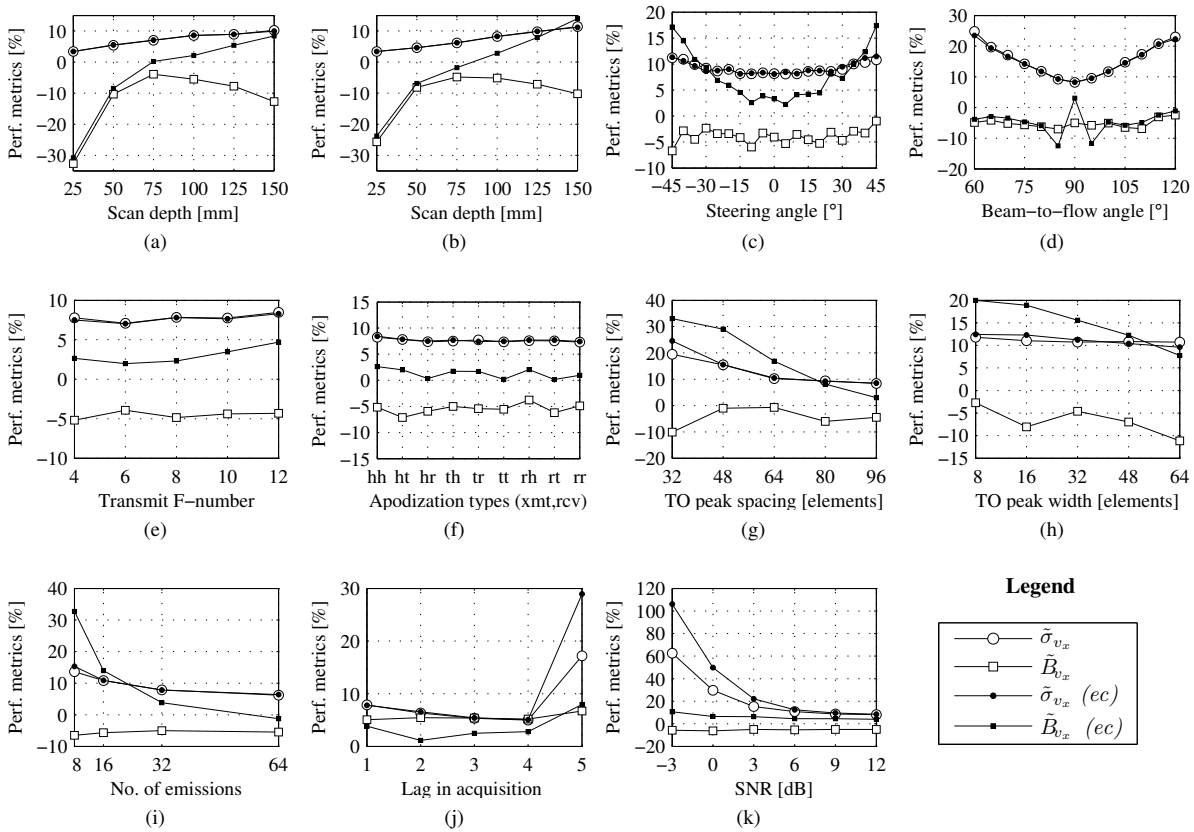 Perf. metrics [%]
10
0
−10
−20
−30
25 50 75 100 125 150
Scan depth [mm]
(a)
Perf. metrics [%]
10
0
−10
−20
−30
25 50 75 100 125 150
Scan depth [mm]
(b)
Perf. metrics [%]
20
15
10
5
0
−5
−10
−45 −30 −15 0 15 30 45
Steering angle [°]
(c)
Perf. metrics [%]
30
20
10
0
−10
−20
60 75 90 105 120
Beam−to−flow angle [°]
(d)
Perf. metrics [%]
10
5
0
−5
−10
4 6 8 10 12
Transmit F−number
(e)
Perf. metrics [%]
15
10
5
0
−5
−10
−15
hh ht hr th tr tt rh rt rr
Apodization types (xmt,rcv)
(f)
Perf. metrics [%]
40
30
20
10
0
−10
−20
32 48 64 80 96
TO peak spacing [elements]
(g)
Perf. metrics [%]
20
15
10
5
0
−5
−10
−15
8 16 32 48 64
TO peak width [elements]
(h)
Perf. metrics [%]
40
30
20
10
0
−10
8 16 32 64
No. of emissions
(i)
Perf. metrics [%]
30
20
10
0
1 2 3 4 5
Lag in acquisition
(j)
Perf. metrics [%]
120
100
80
60
40
20
0
−20
−3 0 3 6 9 12
SNR [dB]
(k)
Legend
σ̃vₓ
B̃vₓ
σ̃vₓ (ec)
B̃vₓ (ec)